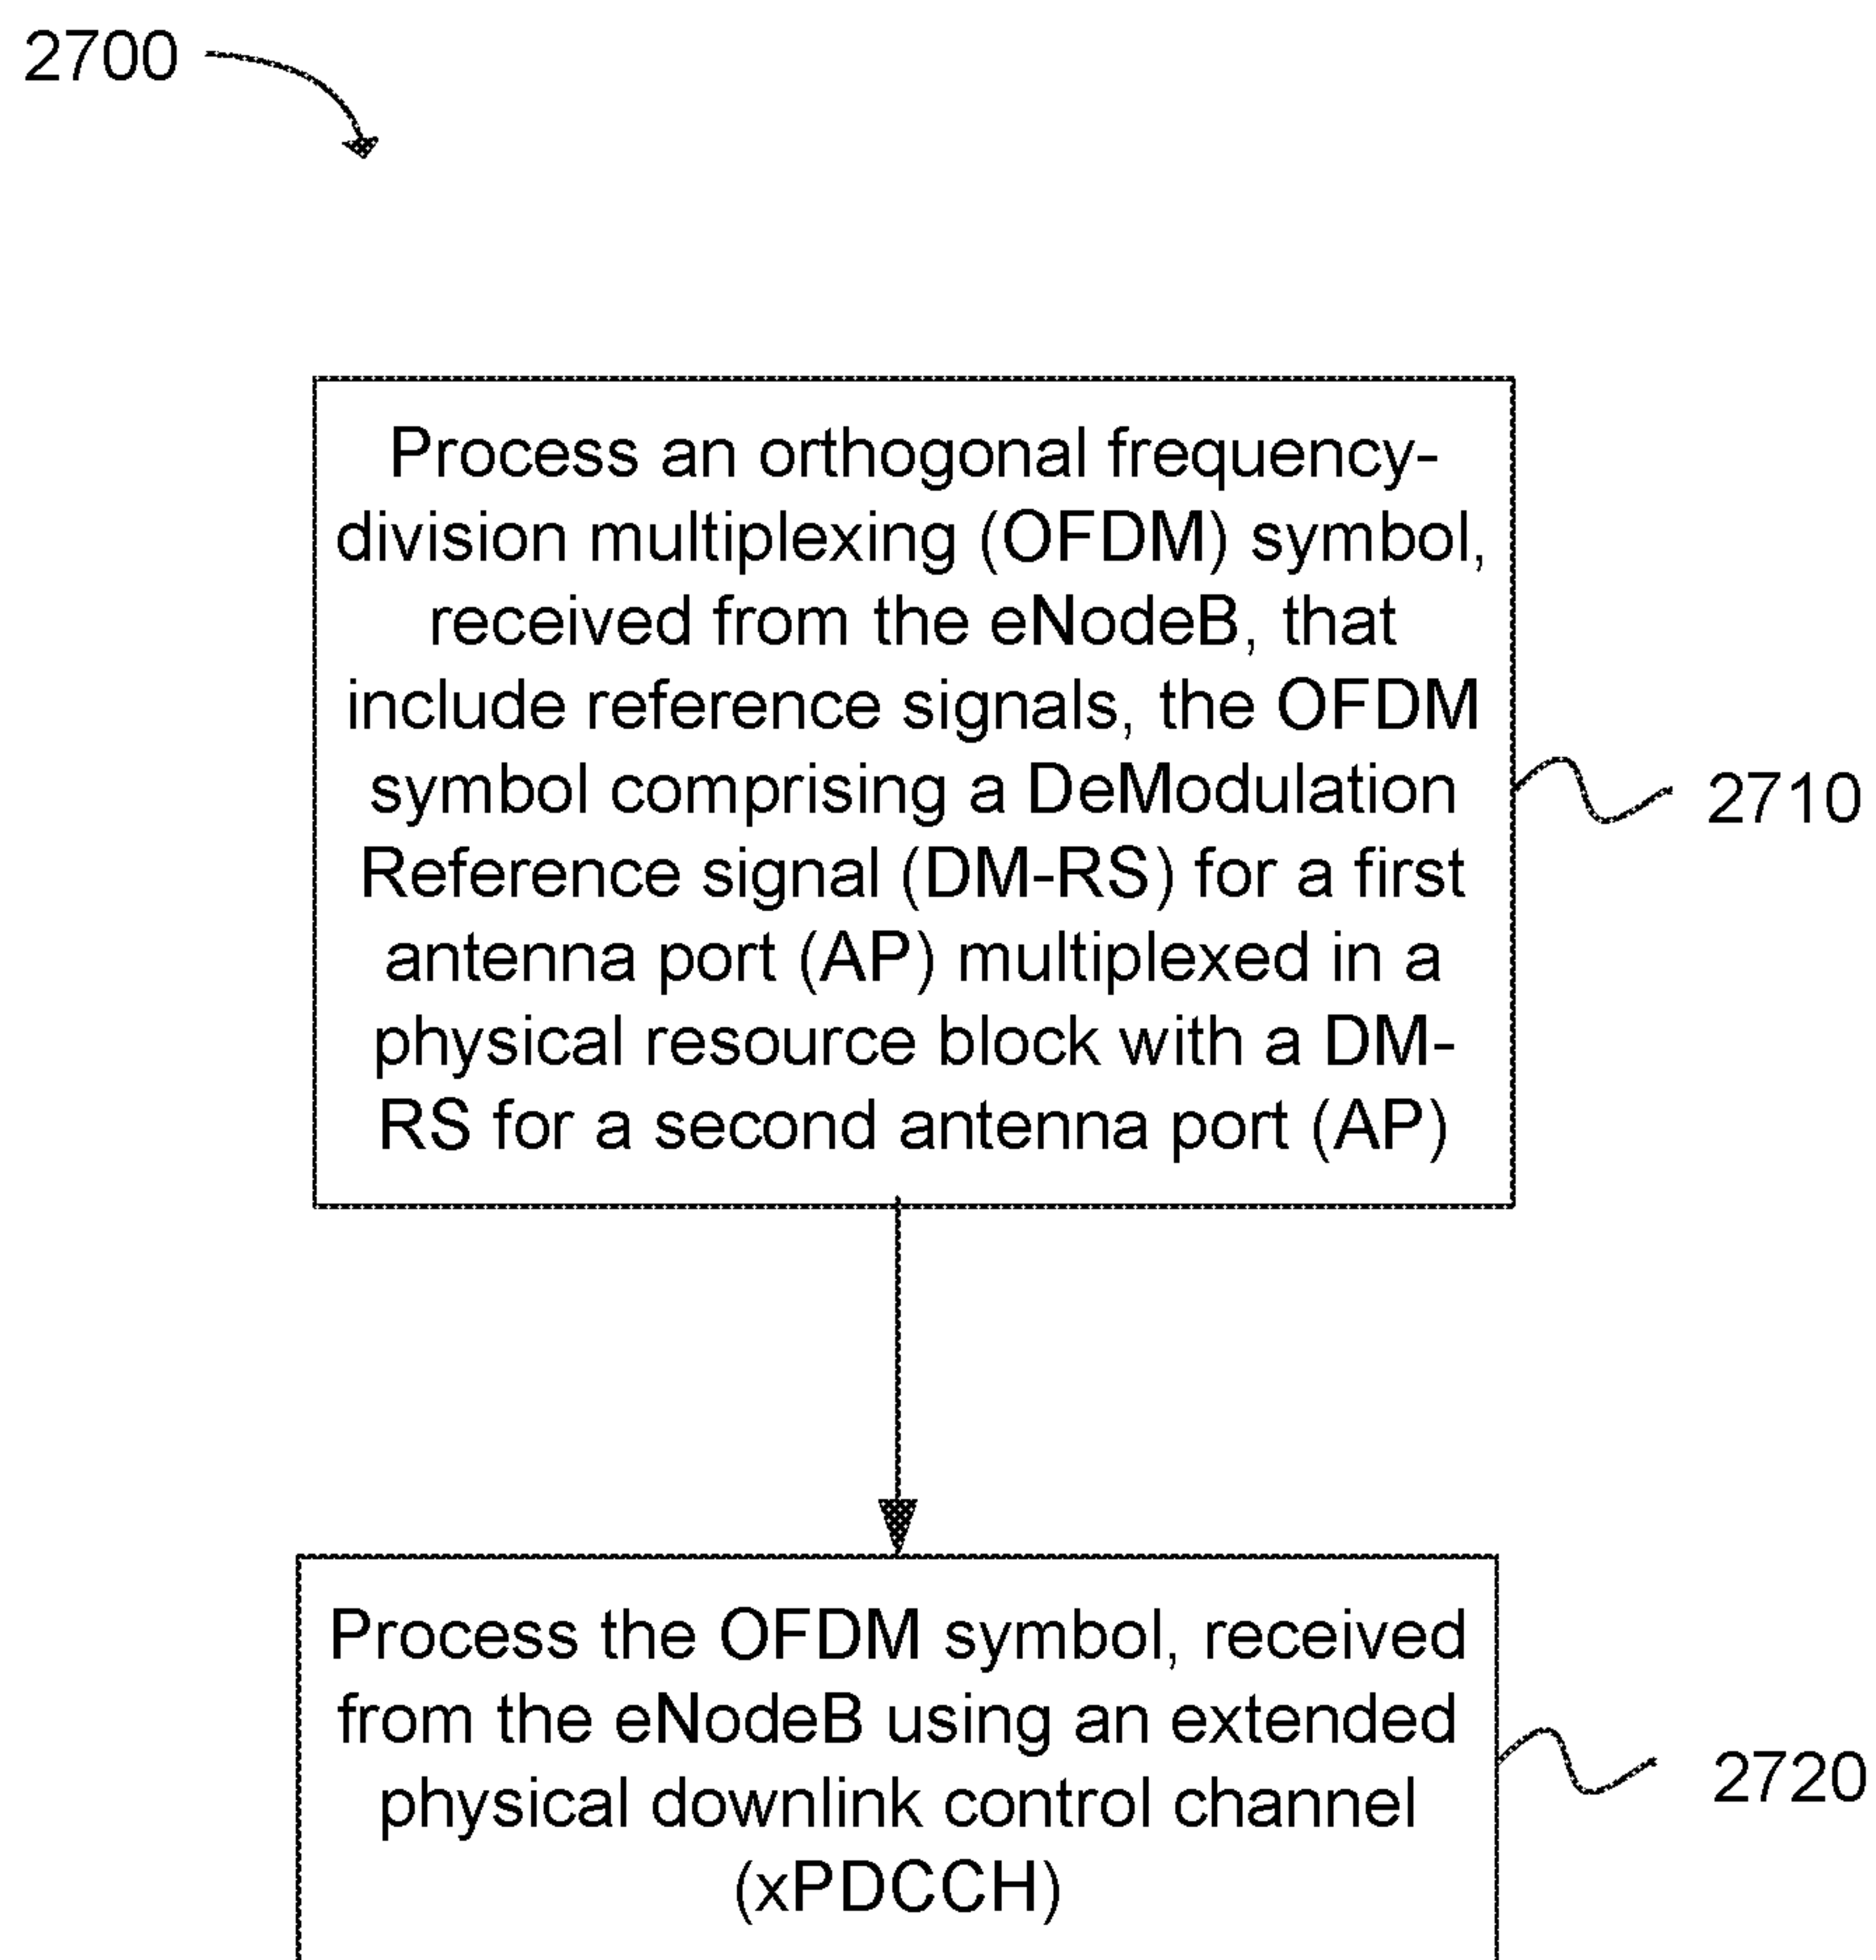 2700
Process an orthogonal frequency-
division multiplexing (OFDM) symbol,
received from the eNodeB, that
include reference signals, the OFDM
symbol comprising a DeModulation
Reference signal (DM-RS) for a first
antenna port (AP) multiplexed in a
physical resource block with a DM-
RS for a second antenna port (AP)
2710
Process the OFDM symbol, received
from the eNodeB using an extended
physical downlink control channel
(xPDCCH)
2720